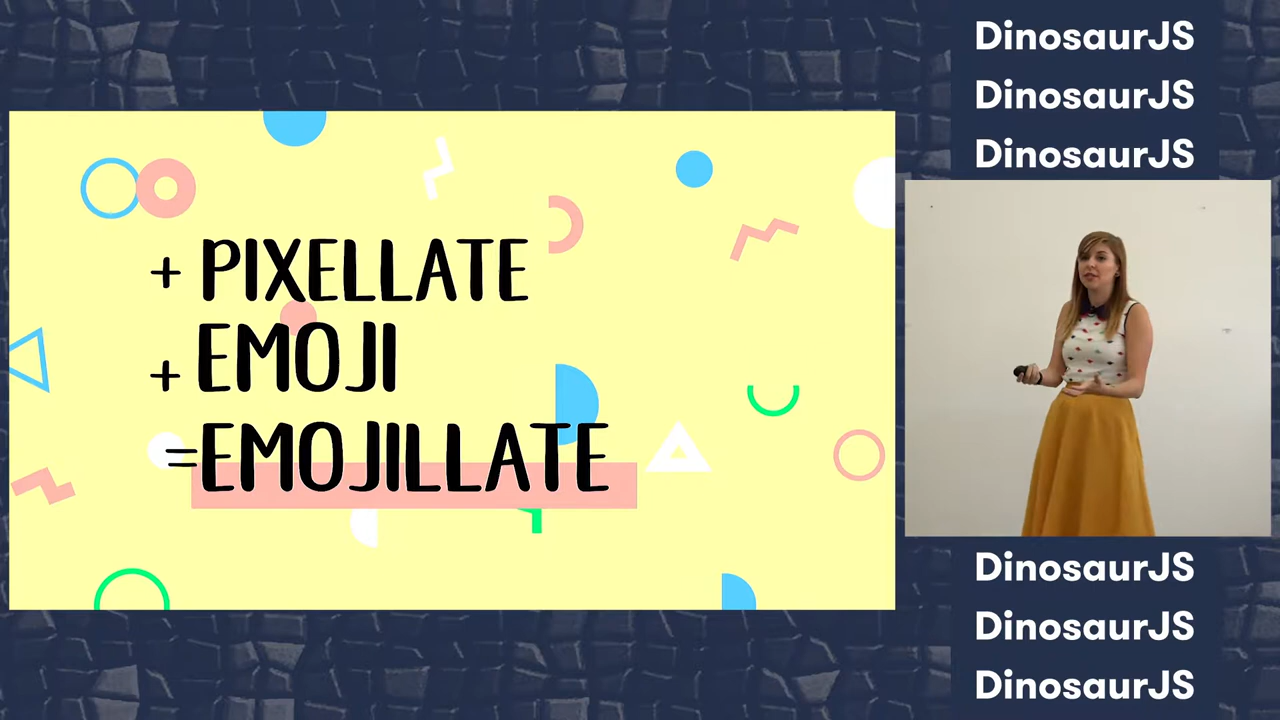 DinosaurJS
DinosaurJS
DinosaurJS
+ PIXELLATE
+ EMOJI
=EMOJILLATE
DinosaurJS
DinosaurJS
DinosaurJS